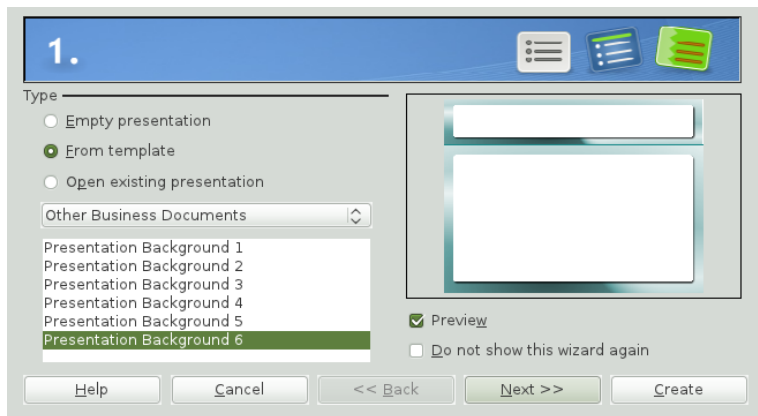 1.
Type
Empty presentation
From template
Open existing presentation
Other Business Documents
Presentation Background 1
Presentation Background 2
Presentation Background 3
Presentation Background 4
Presentation Background 5
Presentation Background 6
Preview
Do not show this wizard again
Help
Cancel
<< Back
Next >>
Create